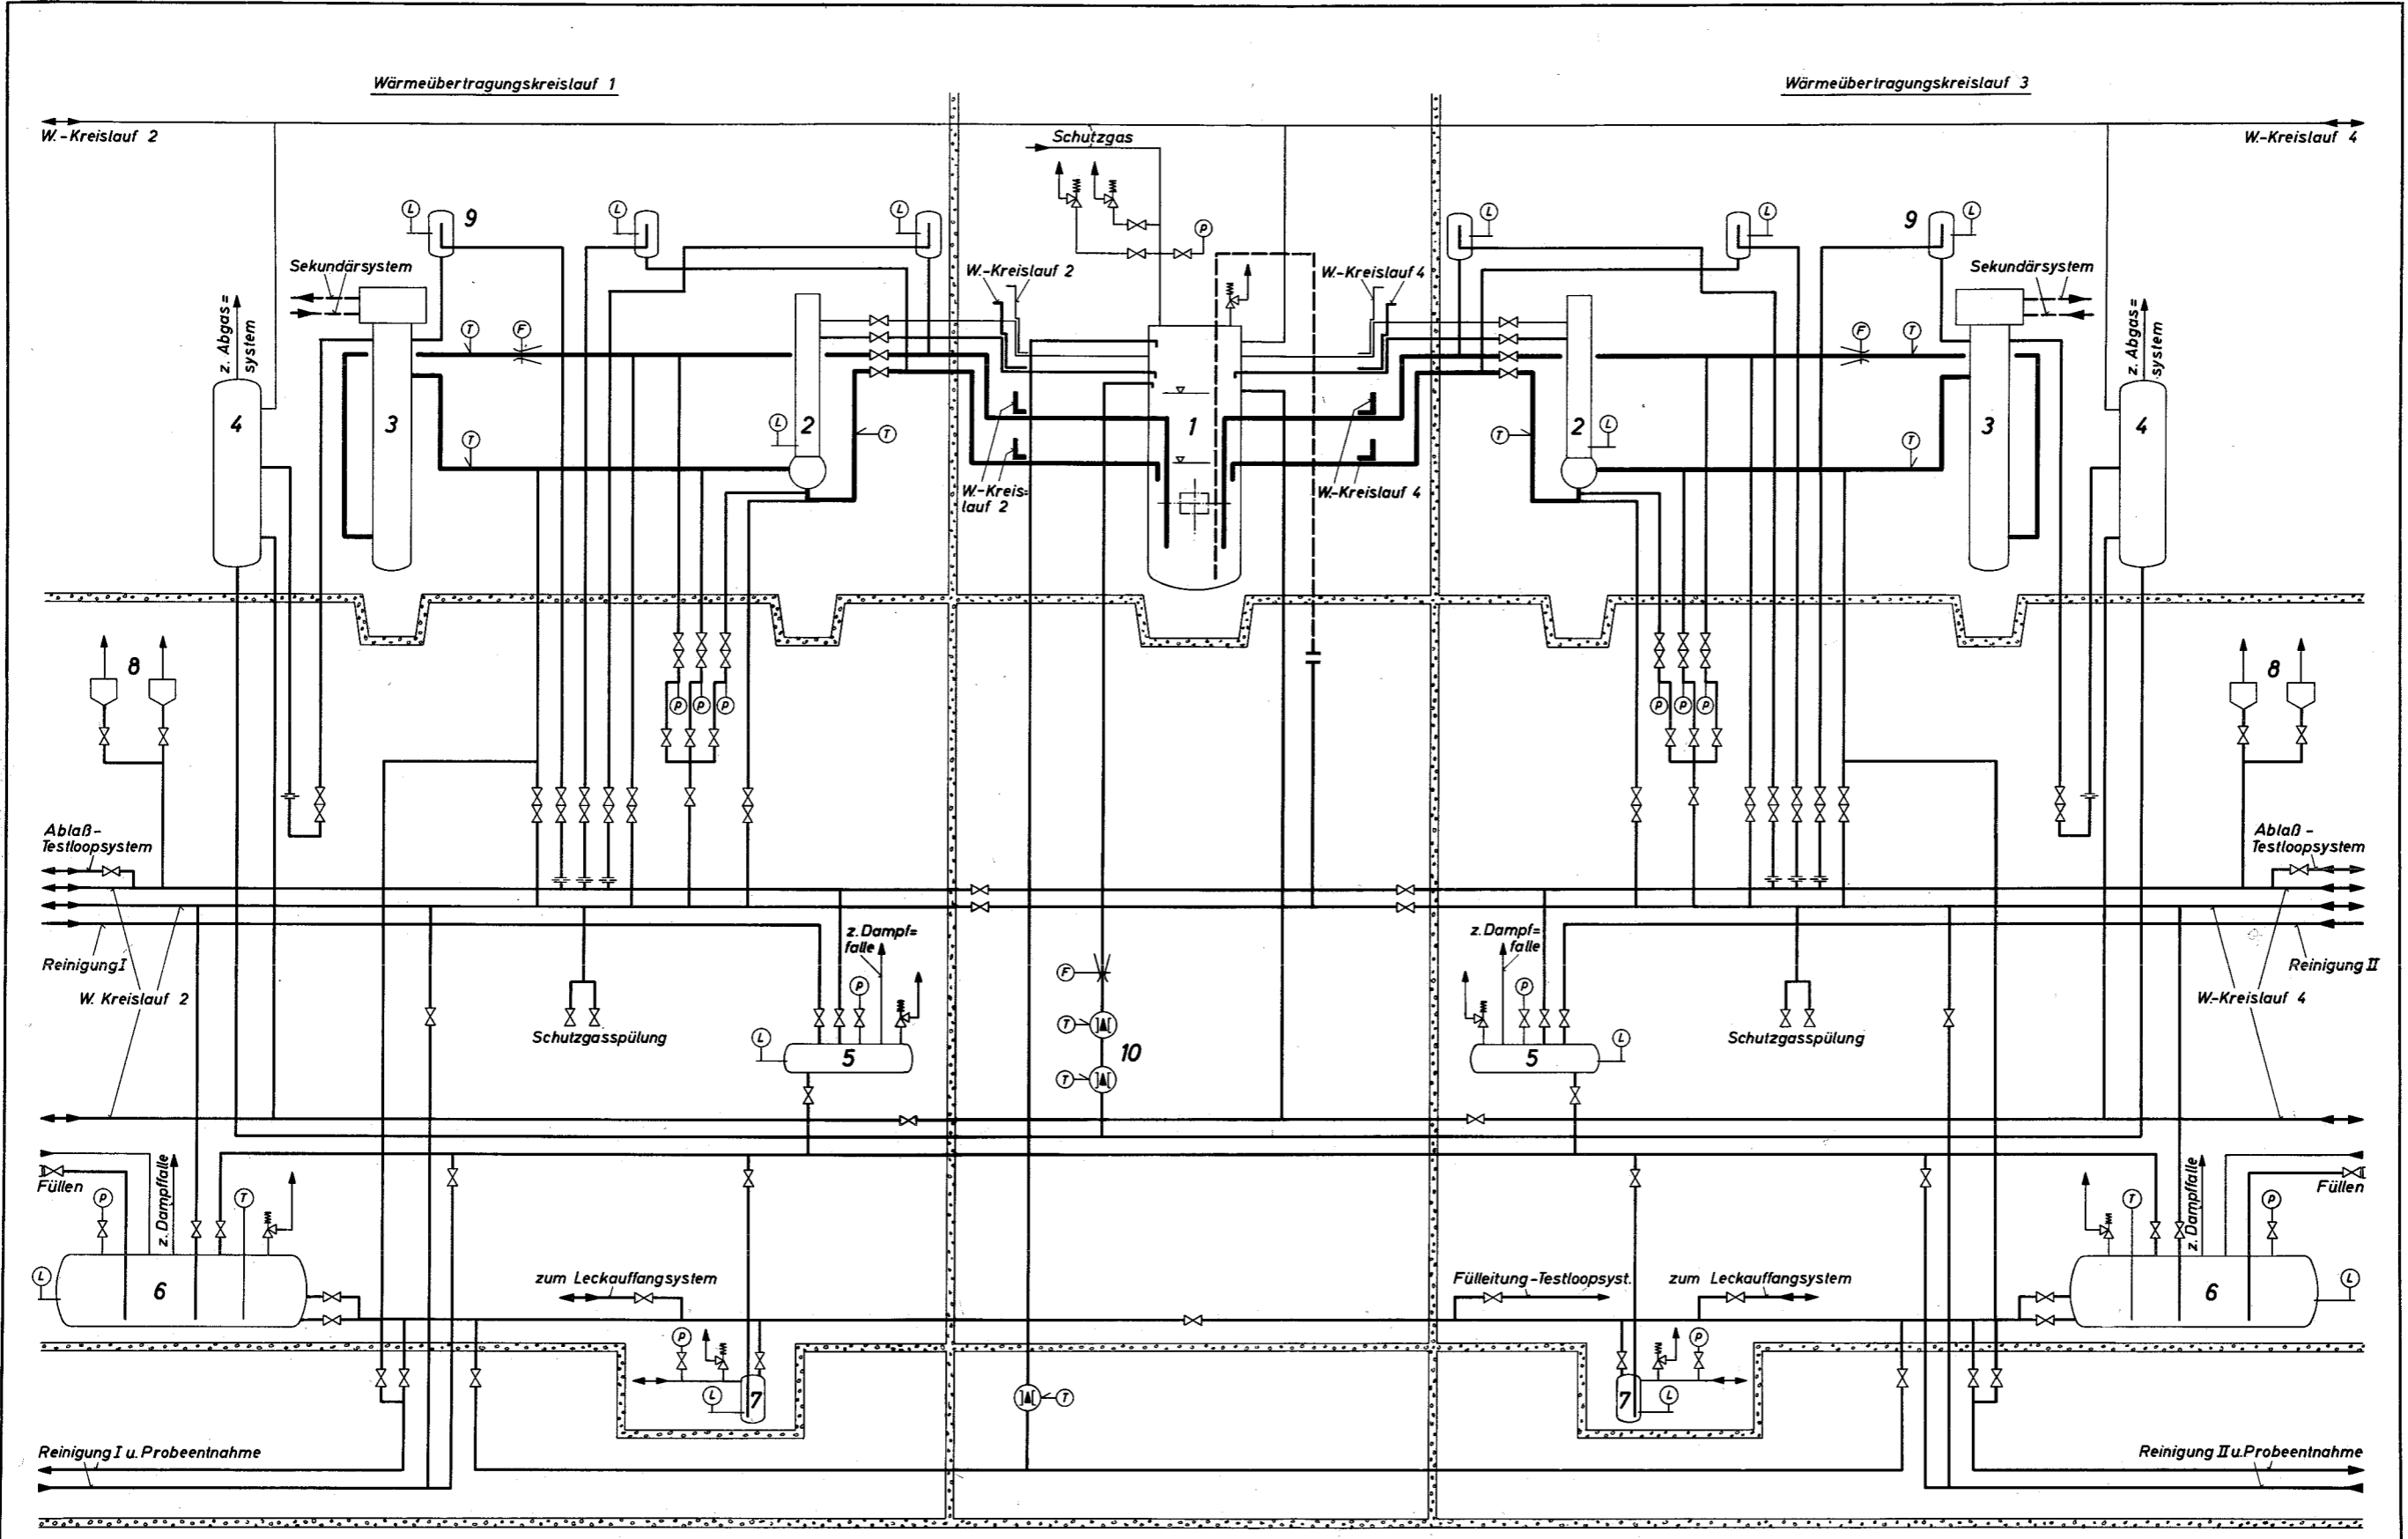 Wärmeübertragungskreislauf 1
Wärmeübertragungskreislauf 3
W.-Kreislauf 2
Schutzgas
W.-Kreislauf 4
L
9
L
L
P
L
L
9
L
Sekundärsystem
W.-Kreislauf 2
W.-Kreislauf 4
Sekundärsystem
z. Abgas=
system
T
F
F
T
z. Abgas=
system
4
3
L
2
T
1
T
2
L
3
4
T
T
W.-Kreis=
lauf 2
W.-Kreislauf 4
8
8
P
P
P
P
P
P
Ablaß-
Testloopsystem
Ablaß-
Testloopsystem
Reinigung I
z. Dampf=
falle
z. Dampf=
falle
Reinigung II
F
W. Kreislauf 2
P
P
W.-Kreislauf 4
Schutzgasspülung
L
5
T
10
T
5
L
Schutzgasspülung
Füllen
P
z. Dampffalle
T
T
z. Dampffalle
P
Füllen
L
6
zum Leckauffangsystem
Fülleitung-Testloopsyst.
zum Leckauffangsystem
6
L
P
P
L
7
T
7
L
Reinigung I u. Probeentnahme
Reinigung II u. Probeentnahme